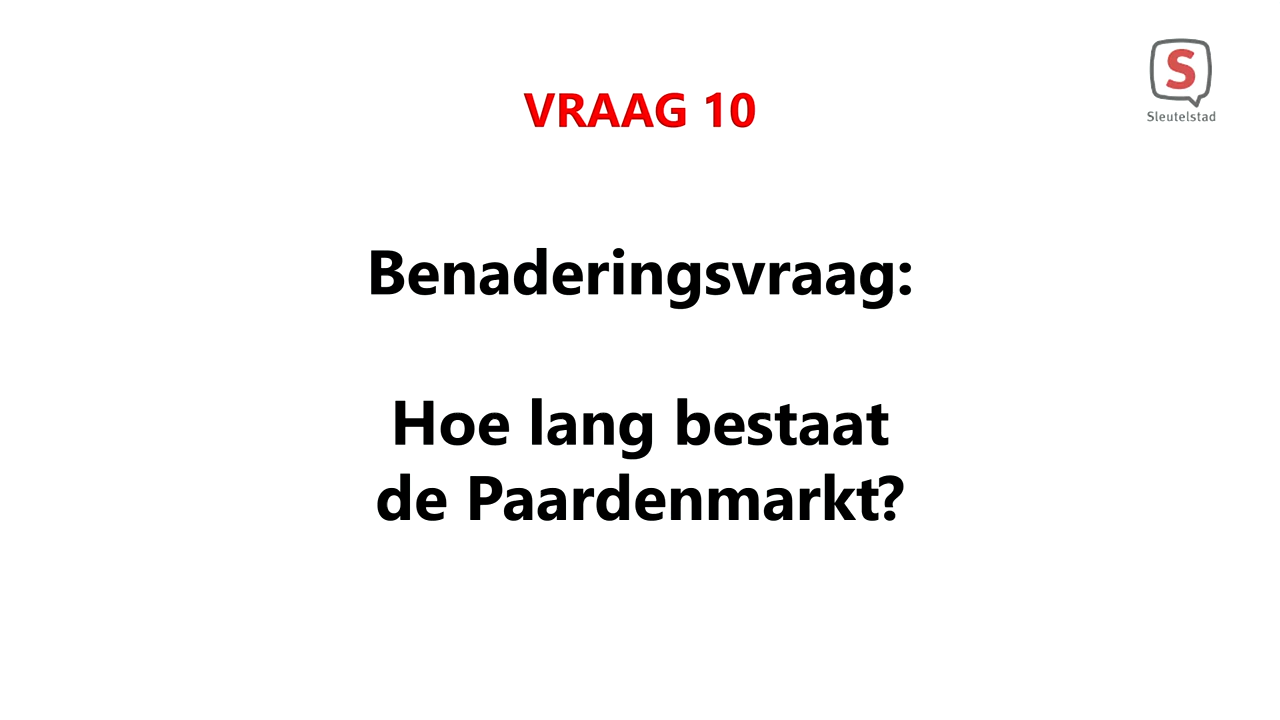 VRAAG 10
S
Sleutelstad
Benaderingsvraag:
Hoe lang bestaat
de Paardenmarkt?